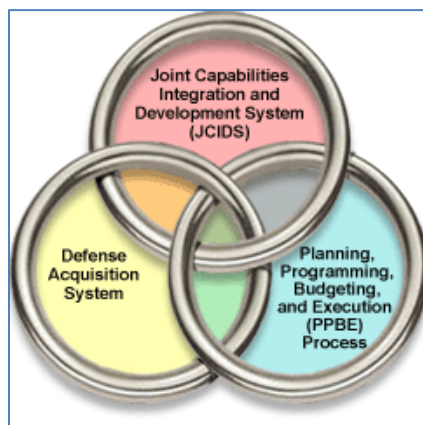 Joint Capabilities
Integration and
Development System
(JCIDS)
Defense
Acquisition
System
Planning,
Programming,
Budgeting,
and Execution
(PPBE)
Process